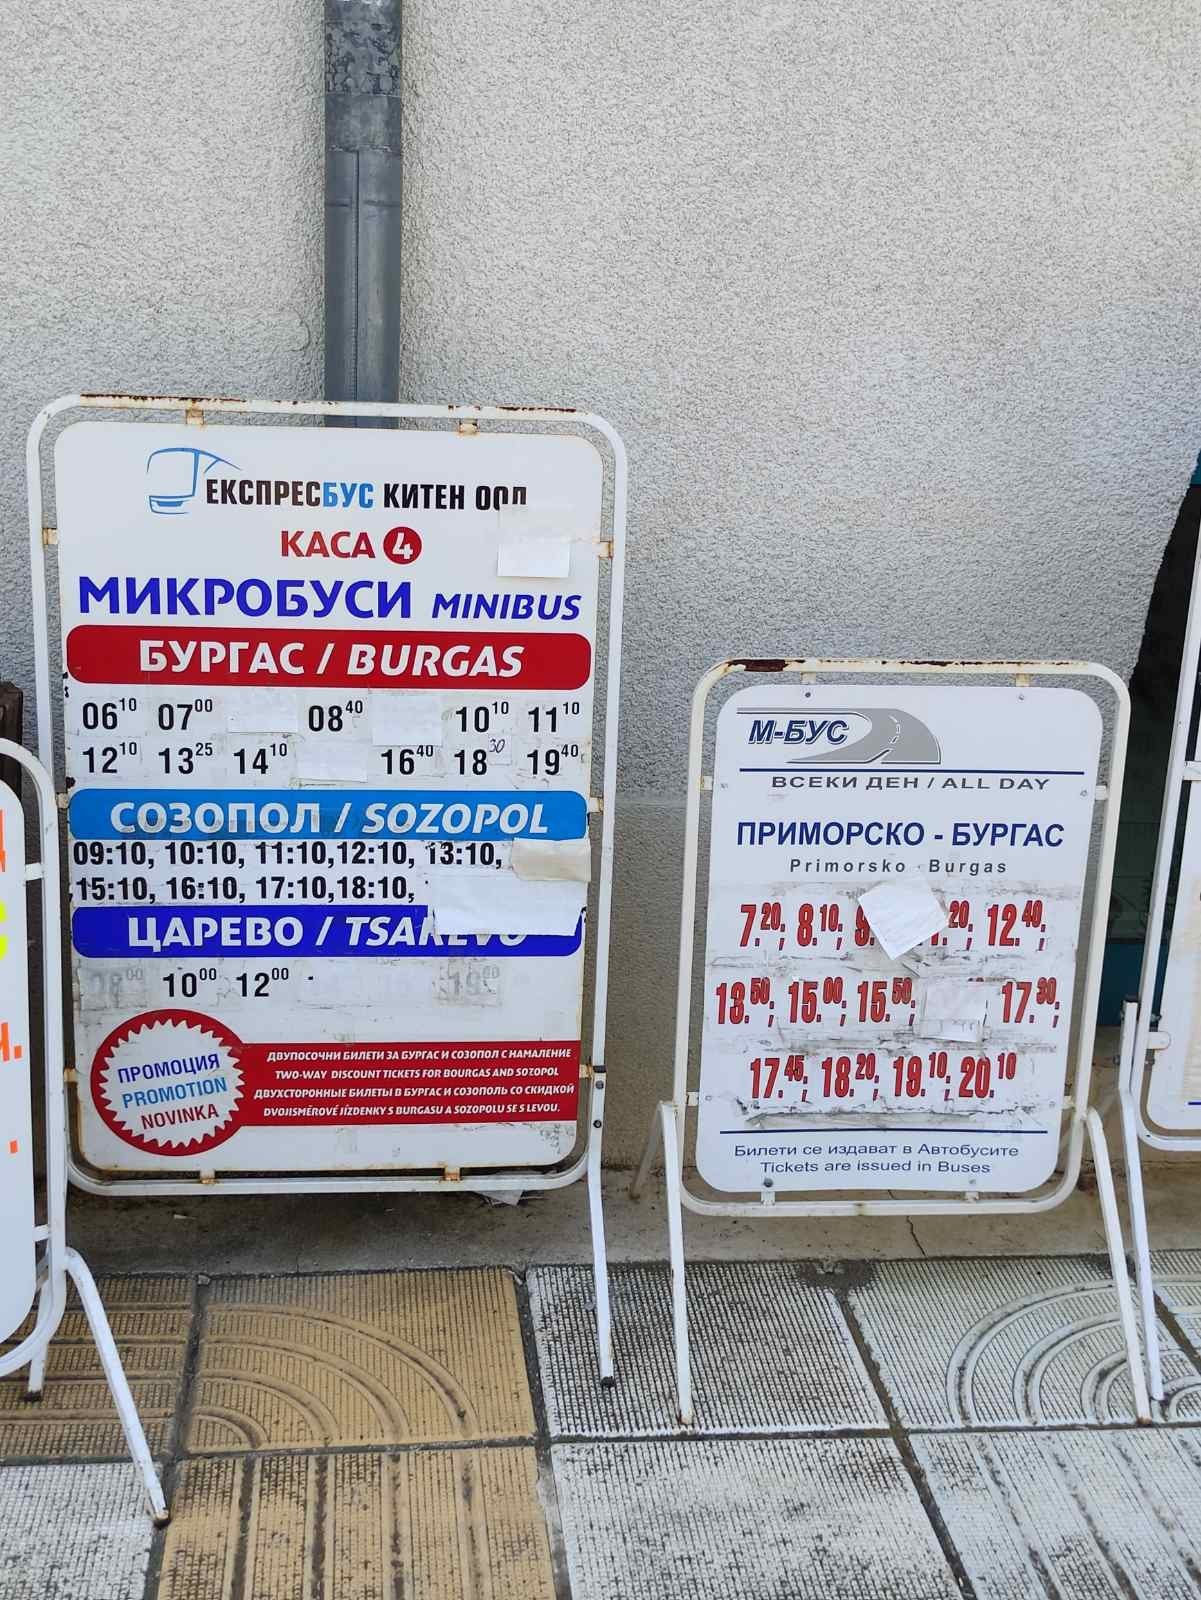 ЕКСПРЕСБУС КИТЕН ООД
КАСА 4
МИКРОБУСИ MINIBUS
БУРГАС / BURGAS
06¹⁰ 07⁰⁰ 08⁴⁰ 10¹⁰ 11¹⁰
12¹⁰ 13²⁵ 14¹⁰ 16⁴⁰ 18³⁰ 19⁴⁰
СОЗОПОЛ / SOZOPOL
09:10, 10:10, 11:10,12:10, 13:10,
15:10, 16:10, 17:10,18:10,
ЦАРЕВО / TSAREVO
10⁰⁰ 12⁰⁰
ПРОМОЦИЯ
PROMOTION
NOVINKA
ДВУПОСОЧНИ БИЛЕТИ ЗА БУРГАС И СОЗОПОЛ С НАМАЛЕНИЕ
TWO-WAY DISCOUNT TICKETS FOR BOURGAS AND SOZOPOL
ДВУХСТОРОННЫЕ БИЛЕТЫ В БУРГАС И СОЗОПОЛЬ СО СКИДКОЙ
DVOJSMĚROVÉ JÍZDENKY S BURGASU A SOZOPOLU SE S LEVOU.
М-БУС
ВСЕКИ ДЕН / ALL DAY
ПРИМОРСКО - БУРГАС
Primorsko - Burgas
7.²⁰; 8.¹⁰; 12.⁴⁰;
13.⁵⁰; 15.⁰⁰; 15.⁵⁰; 17.³⁰;
17.⁴⁵; 18.²⁰; 19.¹⁰; 20.¹⁰
Билети се издават в Автобусите
Tickets are issued in Buses